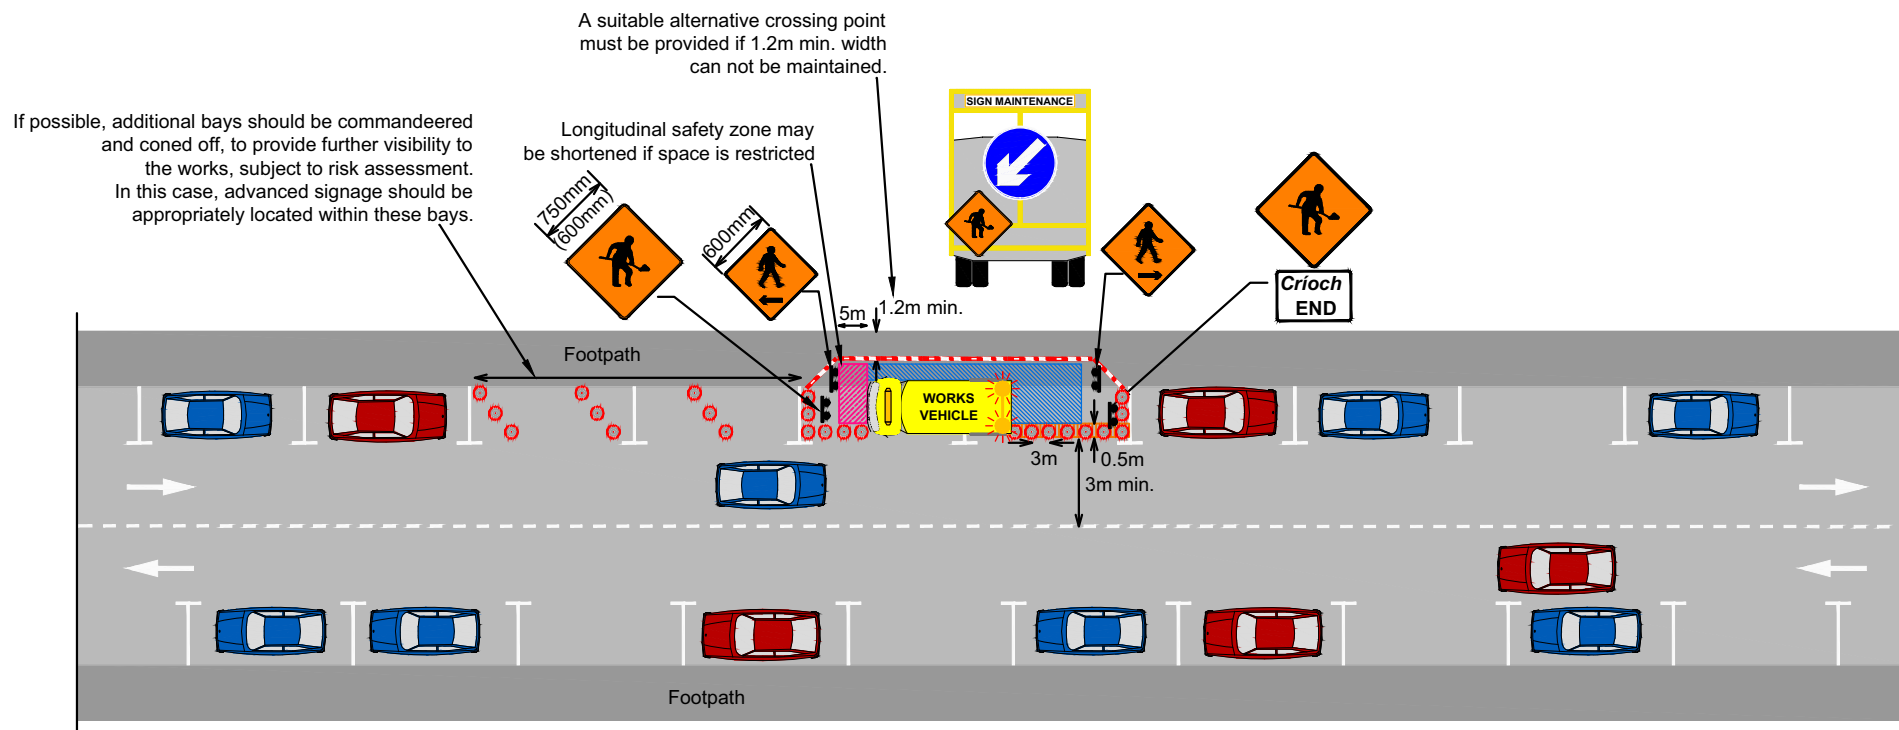 A suitable alternative crossing point
must be provided if 1.2m min. width
can not be maintained.
If possible, additional bays should be commandeered
and coned off, to provide further visibility to
the works, subject to risk assessment.
In this case, advanced signage should be
appropriately located within these bays.
Longitudinal safety zone may
be shortened if space is restricted
SIGN MAINTENANCE
750mm
(600mm)
600mm
Críoch
END
5m
1.2m min.
Footpath
WORKS
VEHICLE
3m
0.5m
3m min.
Footpath